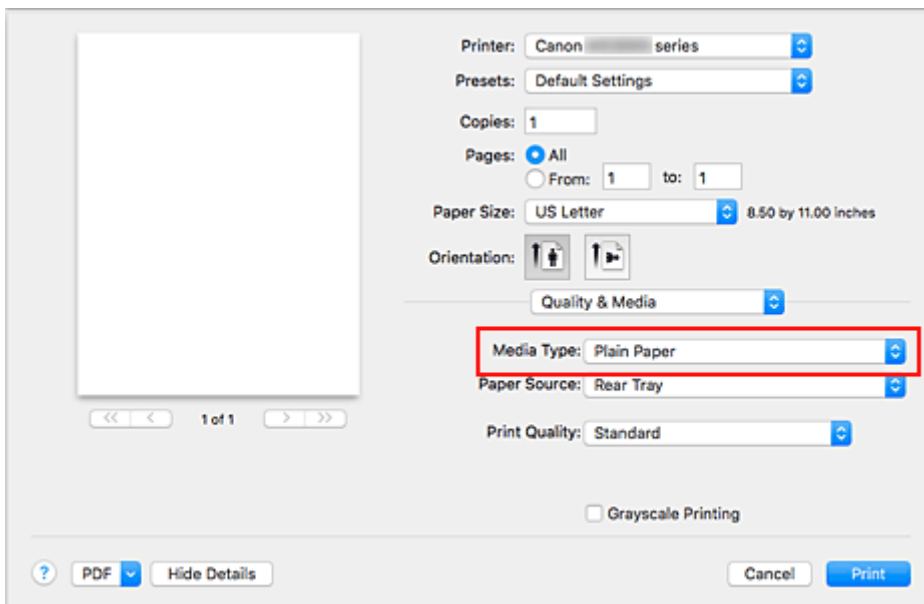 Printer: Canon series
Presets: Default Settings
Copies: 1
Pages: All
From: 1 to: 1
Paper Size: US Letter 8.50 by 11.00 inches
Orientation:
Quality & Media
Media Type: Plain Paper
Paper Source: Rear Tray
<< < 1 of 1 > >>
Print Quality: Standard
Grayscale Printing
? PDF Hide Details Cancel Print